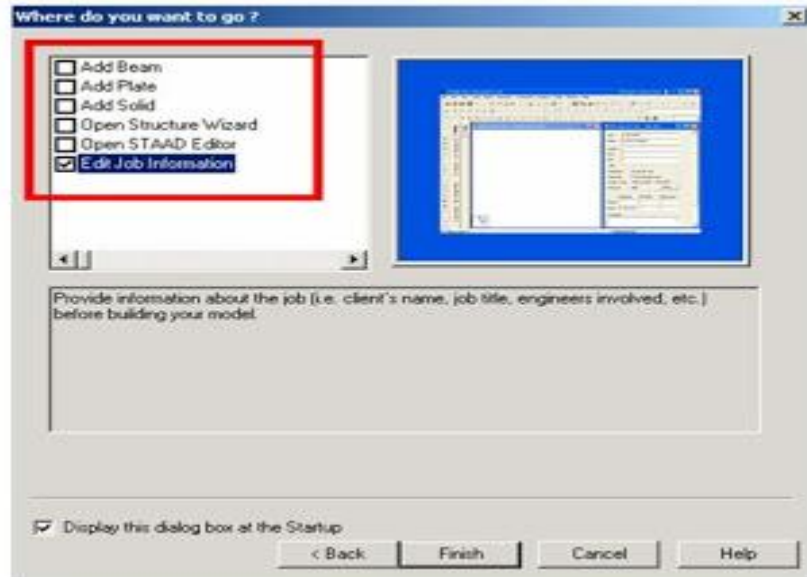 Where do you want to go ?
Add Beam
Add Plate
Add Solid
Open Structure Wizard
Open STAAD Editor
Edit Job Information
Provide information about the job (i.e. client's name, job title, engineers involved, etc.)
before building your model.
Display this dialog box at the Startup
< Back
Finish
Cancel
Help